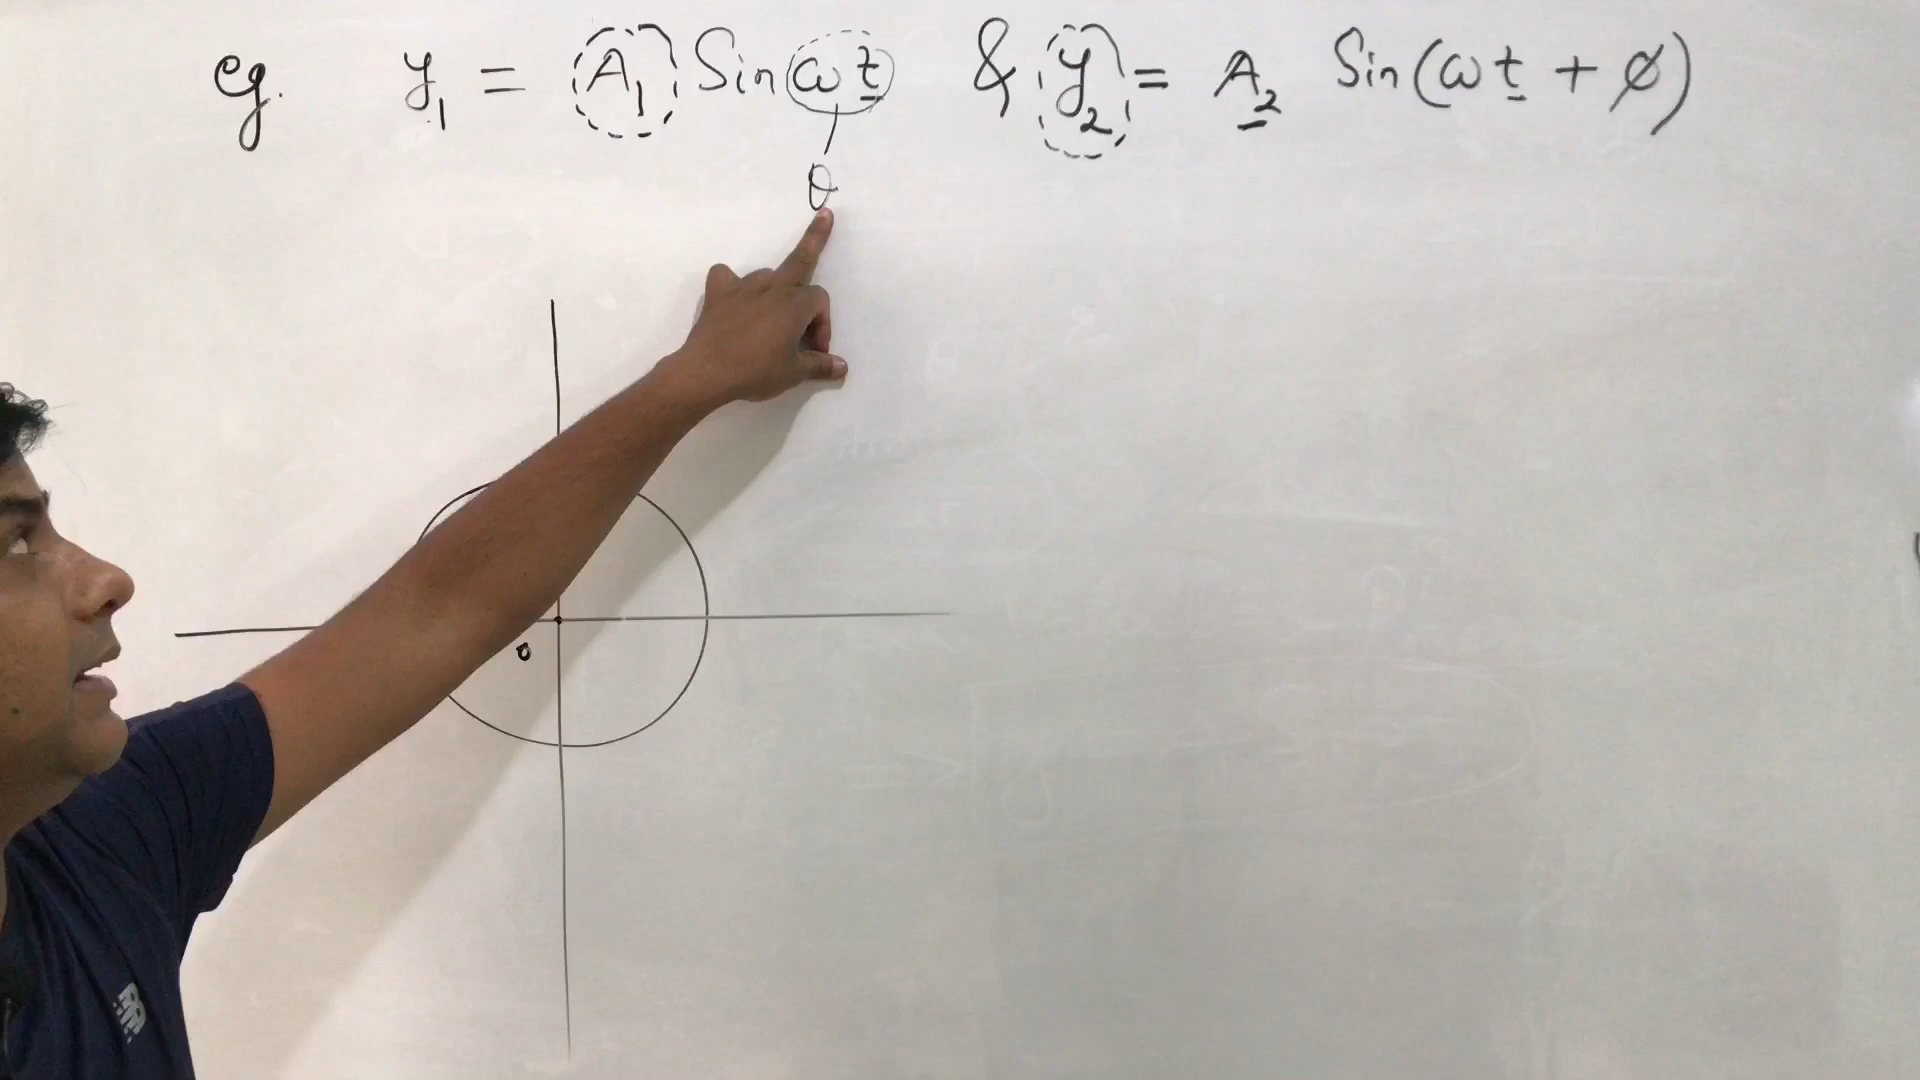 eg. y₁ = A₁ Sin(ωt) & y₂ = A₂ Sin(ωt + ø)
θ
o